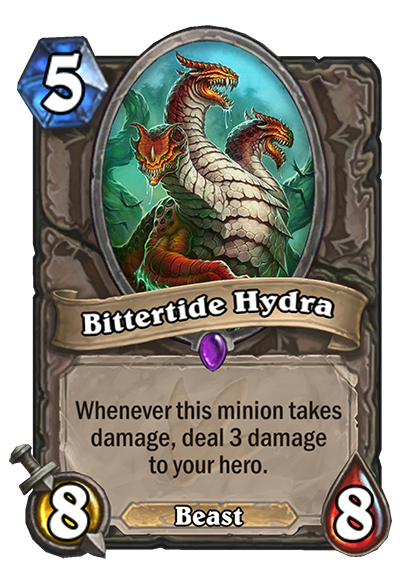 5
Bittertide Hydra
Whenever this minion takes
damage, deal 3 damage
to your hero.
8
Beast
8